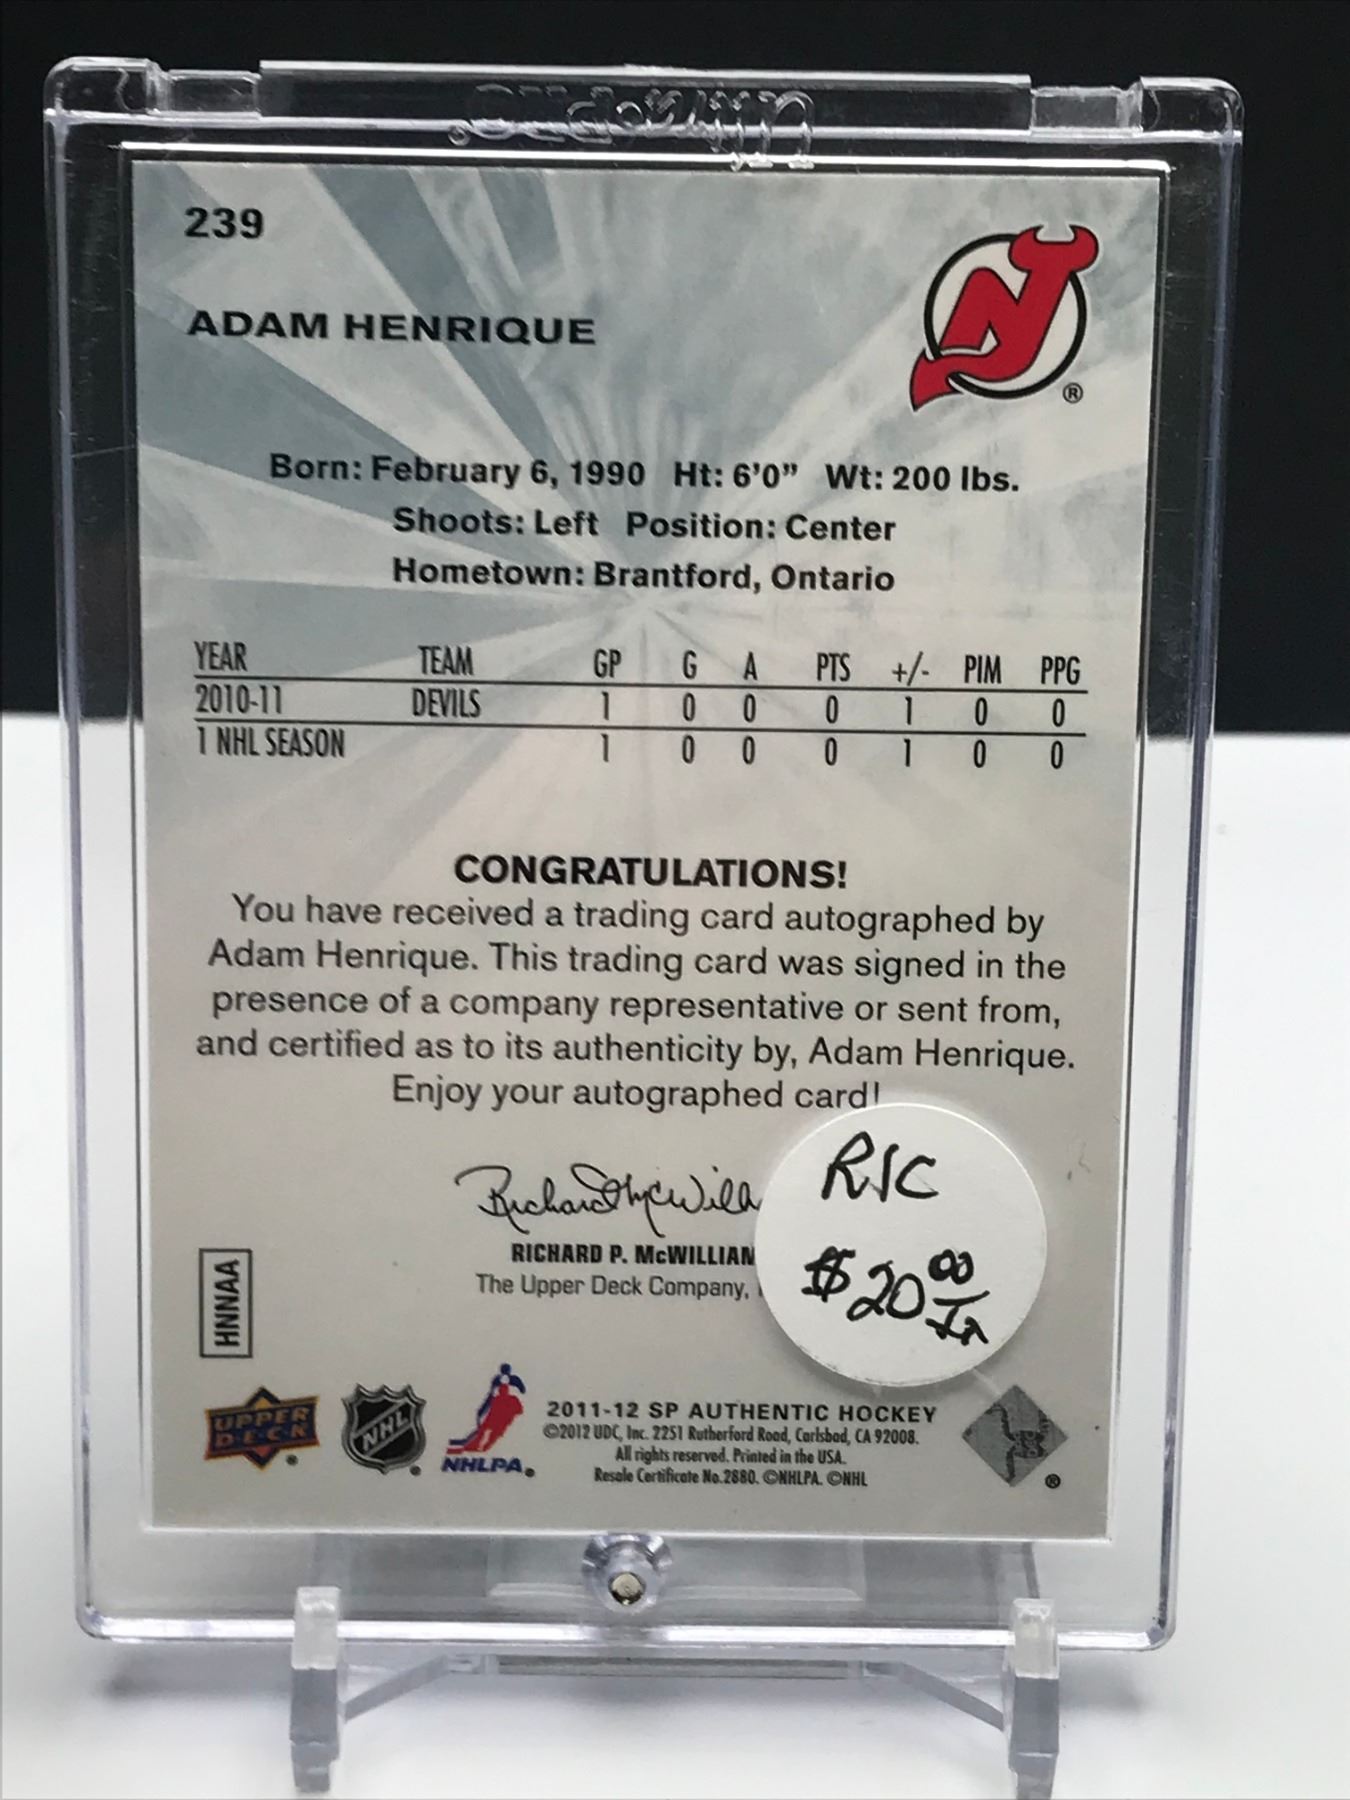 239
ADAM HENRIQUE
NJ ®
Born: February 6, 1990 Ht: 6'0" Wt: 200 lbs.
Shoots: Left Position: Center
Hometown: Brantford, Ontario
YEAR TEAM GP G A PTS +/- PIM PPG
2010-11 DEVILS 1 0 0 0 1 0 0
1 NHL SEASON 1 0 0 0 1 0 0
CONGRATULATIONS!
You have received a trading card autographed by
Adam Henrique. This trading card was signed in the
presence of a company representative or sent from,
and certified as to its authenticity by, Adam Henrique.
Enjoy your autographed card!
Richard McWill
RICHARD P. McWILLIAM
The Upper Deck Company,
$20.00
HNNAA
UPPER DECK
NHL
NHLPA
2011-12 SP AUTHENTIC HOCKEY
©2012 UDC, Inc. 2251 Rutherford Road, Carlsbad, CA 92008.
All rights reserved. Printed in the USA.
Resale Certificate No.2880. ©NHLPA. ©NHL
®